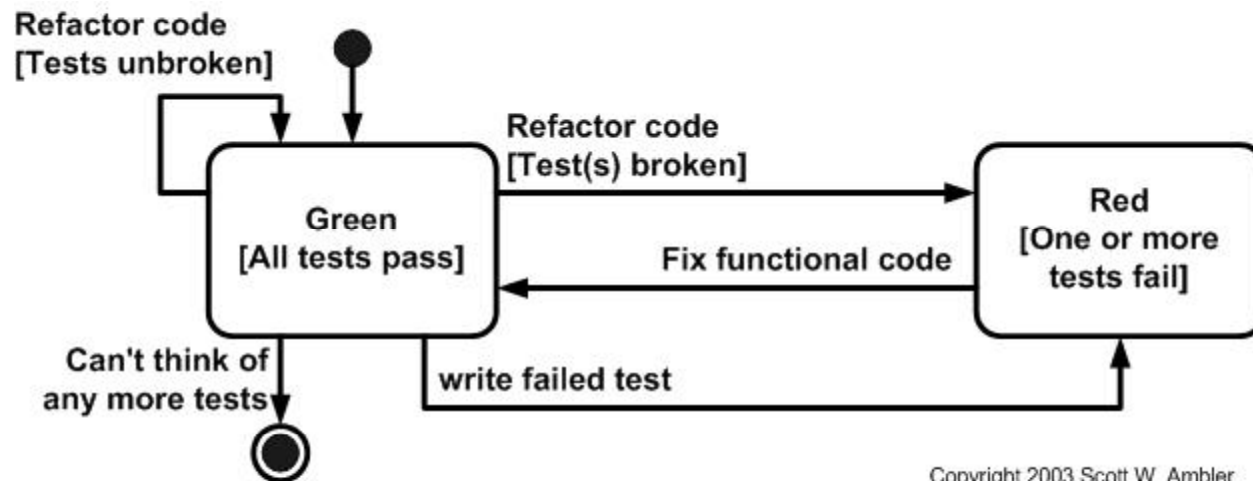 Refactor code
[Tests unbroken]
Refactor code
[Test(s) broken]
Green
[All tests pass]
Red
[One or more
tests fail]
Fix functional code
Can't think of
any more tests
write failed test
Copyright 2003 Scott W. Ambler